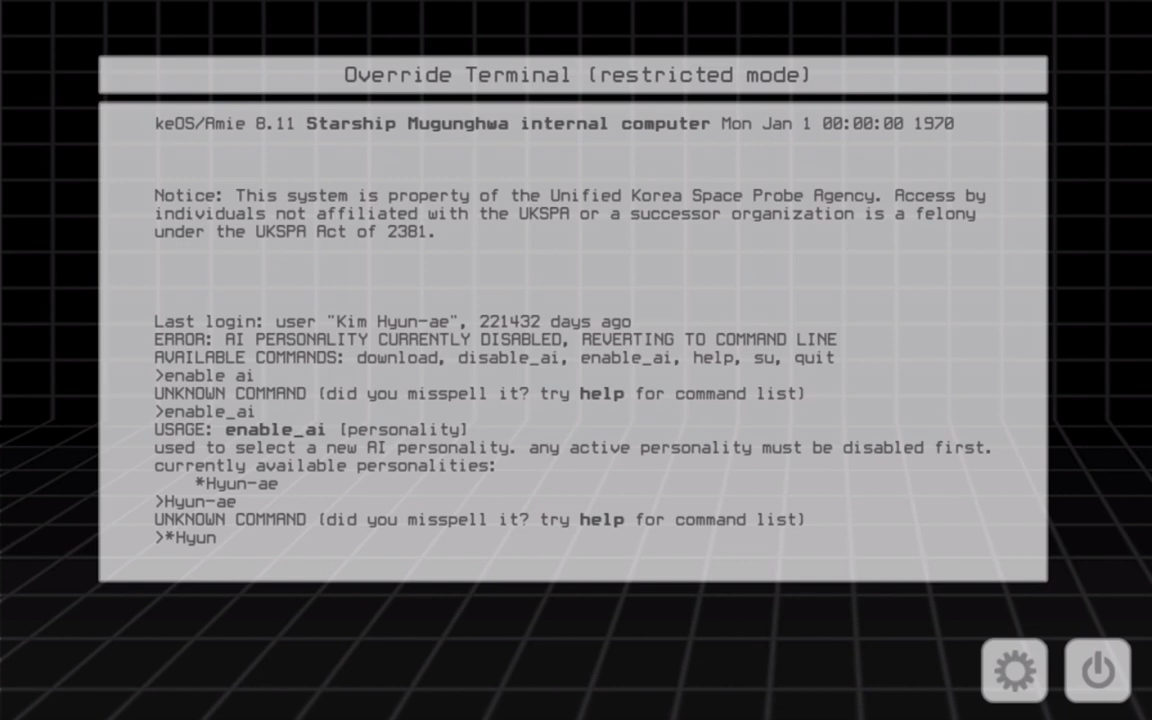 Override Terminal (restricted mode)
keOS/Amie 8.11 Starship Mugunghwa internal computer Mon Jan 1 00:00:00 1970
Notice: This system is property of the Unified Korea Space Probe Agency. Access by
individuals not affiliated with the UKSPA or a successor organization is a felony
under the UKSPA Act of 2381.
Last login: user "Kim Hyun-ae", 221432 days ago
ERROR: AI PERSONALITY CURRENTLY DISABLED, REVERTING TO COMMAND LINE
AVAILABLE COMMANDS: download, disable_ai, enable_ai, help, su, quit
>enable ai
UNKNOWN COMMAND (did you misspell it? try help for command list)
>enable_ai
USAGE: enable_ai [personality]
used to select a new AI personality. any active personality must be disabled first.
currently available personalities:
*Hyun-ae
>Hyun-ae
UNKNOWN COMMAND (did you misspell it? try help for command list)
>*Hyun